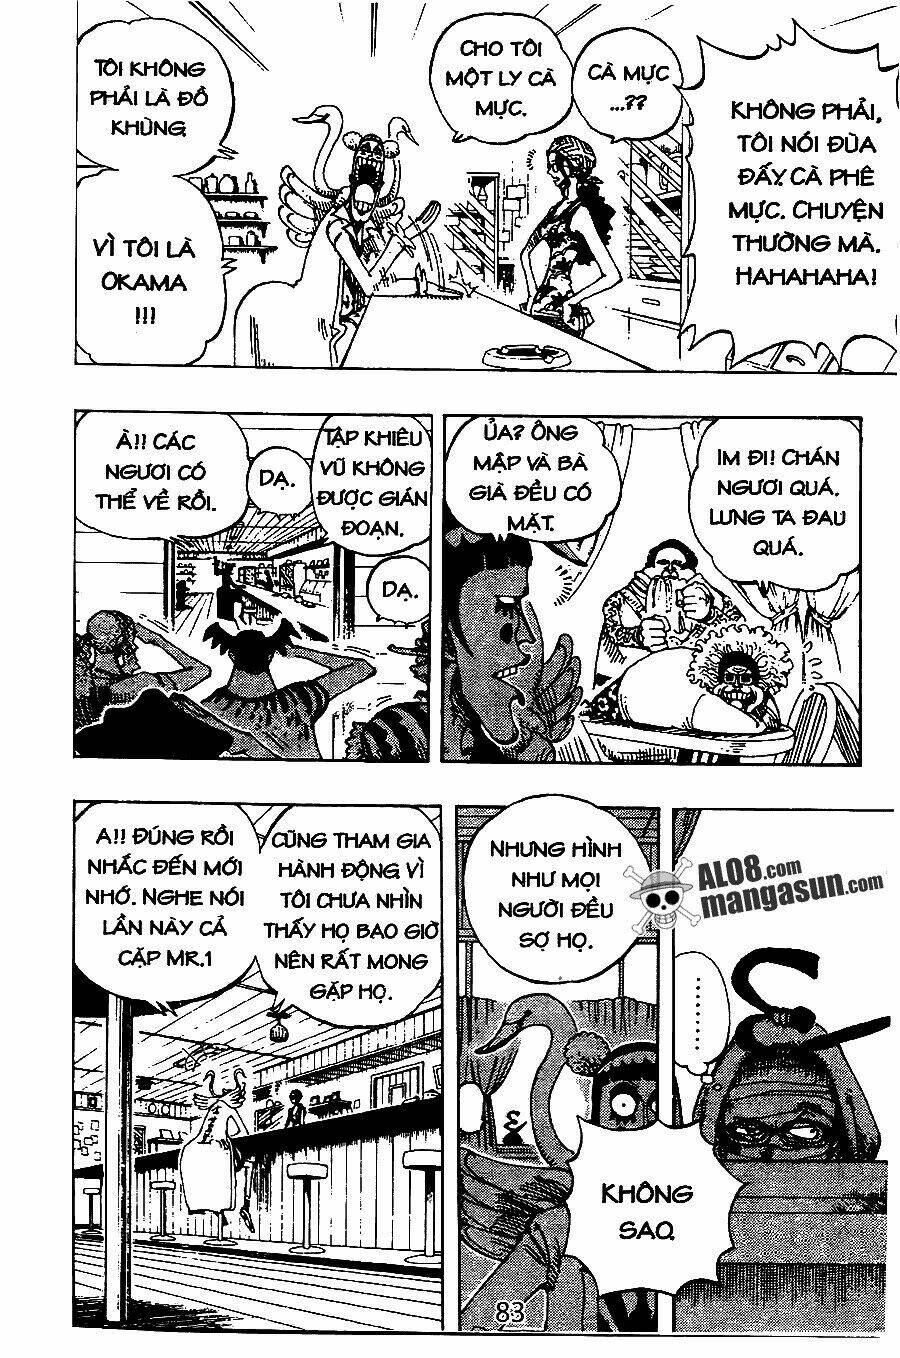 TÔI KHÔNG
PHẢI LÀ ĐỒ
KHÙNG.
VÌ TÔI LÀ
OKAMA
!!!
CHO TÔI
MỘT LY CÀ
MỰC.
CÀ MỰC
...??
KHÔNG PHẢI,
TÔI NÓI ĐÙA
ĐẤY. CÀ PHÊ
MỰC. CHUYỆN
THƯỜNG MÀ.
HAHAHAHA!
À!! CÁC
NGƯƠI CÓ
THỂ VỀ RỒI.
DẠ.
TẬP KHIÊU
VŨ KHÔNG
ĐƯỢC GIÁN
ĐOẠN.
DẠ.
ỦA? ÔNG
MẬP VÀ BÀ
GIÀ ĐỀU CÓ
MẶT.
IM ĐI! CHÁN
NGƯƠI QUÁ.
LƯNG TA ĐAU
QUÁ.
A!! ĐÚNG RỒI
NHẮC ĐẾN MỚI
NHỚ. NGHE NÓI
LẦN NÀY CẢ
CẶP MR.1
CŨNG THAM GIA
HÀNH ĐỘNG VÌ
TÔI CHƯA NHÌN
THẤY HỌ BAO GIỜ
NÊN RẤT MONG
GẶP HỌ.
NHƯNG HÌNH
NHƯ MỌI
NGƯỜI ĐỀU
SỢ HỌ.
AL08.com
mangasun.com
........
KHÔNG
SAO.
83